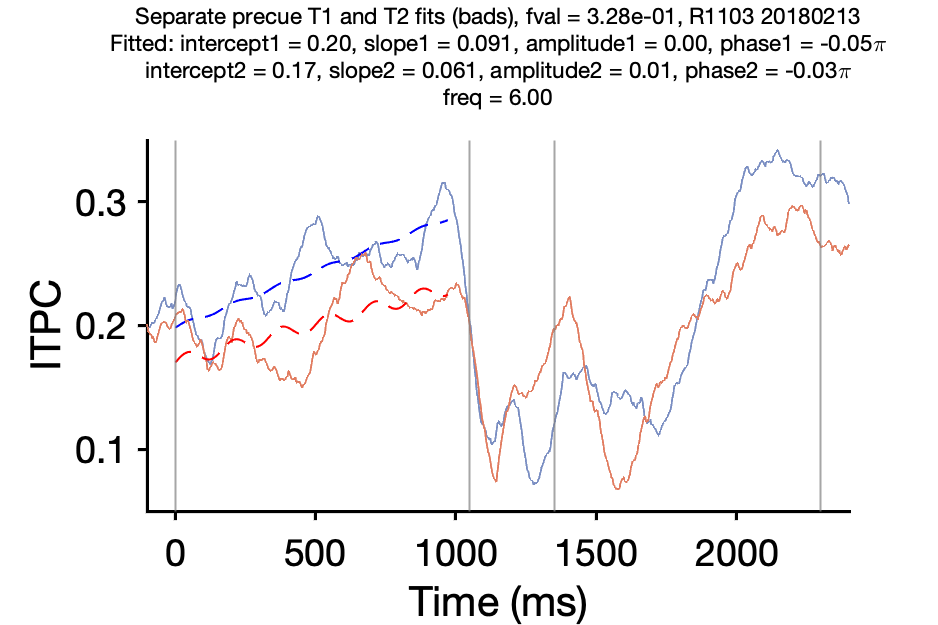 Separate precue T1 and T2 fits (bads), fval = 3.28e-01, R1103 20180213
Fitted: intercept1 = 0.20, slope1 = 0.091, amplitude1 = 0.00, phase1 = -0.05π
intercept2 = 0.17, slope2 = 0.061, amplitude2 = 0.01, phase2 = -0.03π
freq = 6.00
0.3
0.2
0.1
ITPC
0 500 1000 1500 2000
Time (ms)